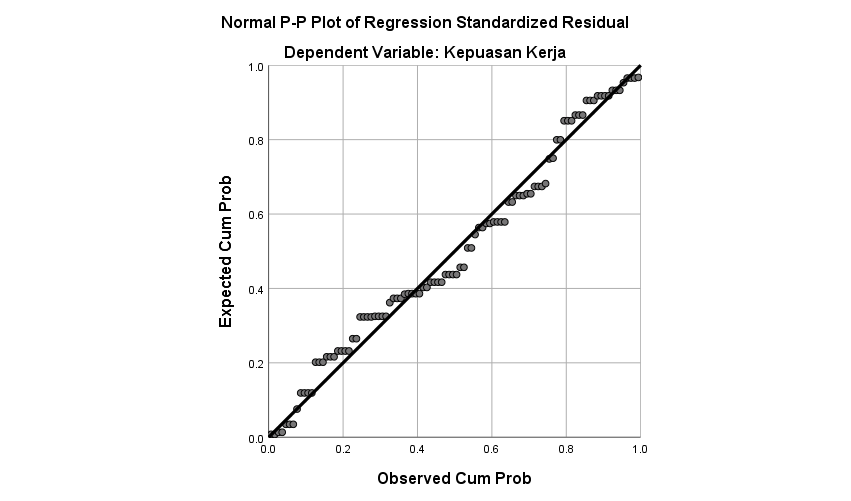 Normal P-P Plot of Regression Standardized Residual
Dependent Variable: Kepuasan Kerja
1.0
0.8
0.6
0.4
0.2
0.0
Expected Cum Prob
0.0 0.2 0.4 0.6 0.8 1.0
Observed Cum Prob